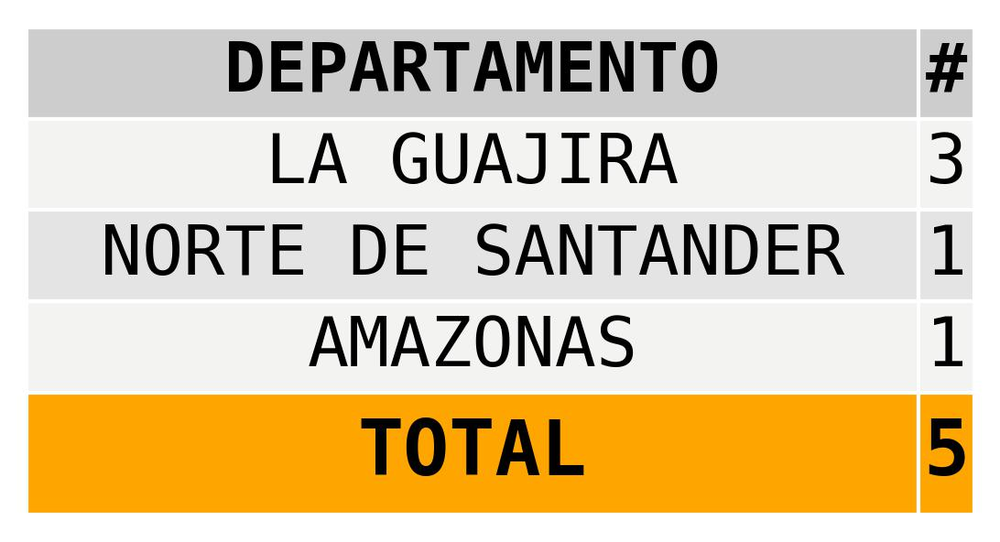 DEPARTAMENTO #
LA GUAJIRA 3
NORTE DE SANTANDER 1
AMAZONAS 1
TOTAL 5